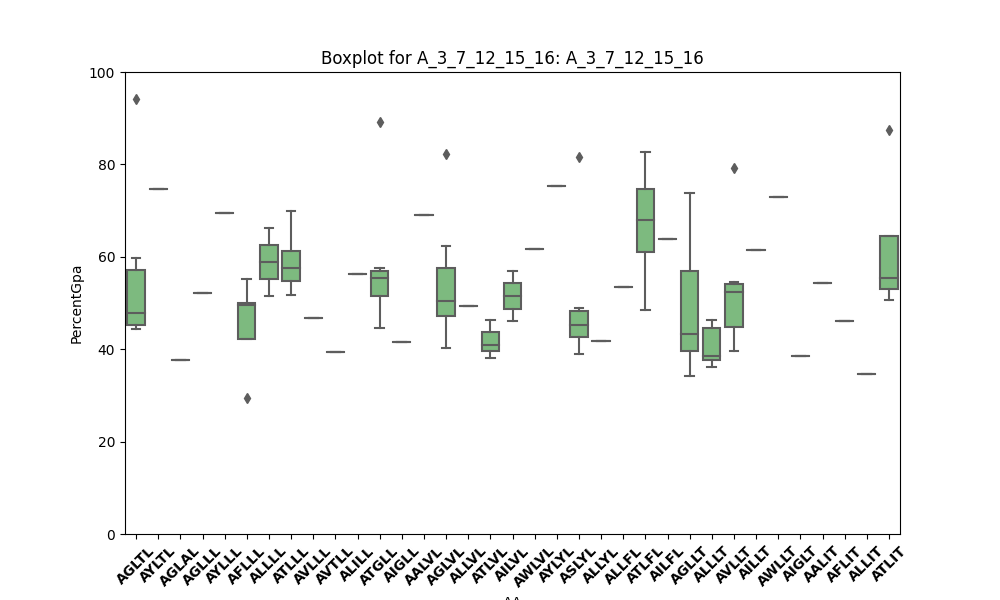 Boxplot for A_3_7_12_15_16: A_3_7_12_15_16
PercentGpa
100
80
60
40
20
0
AGLTL
AYLTL
AGLAL
AGLLL
AYLLL
AFLLL
ALLLL
ATLLL
AVLLL
AVTLL
ALILL
ATGLL
AIGLL
AALVL
AGLVL
ALLVL
ATLVL
AILVL
AWLVL
AYLYL
ASLYL
ALLYL
ALLFL
ATLFL
AILFL
AGLLT
ALLLT
AVLLT
AILLT
AWLLT
AIGLT
AALIT
AFLIT
ALLIT
ATLIT